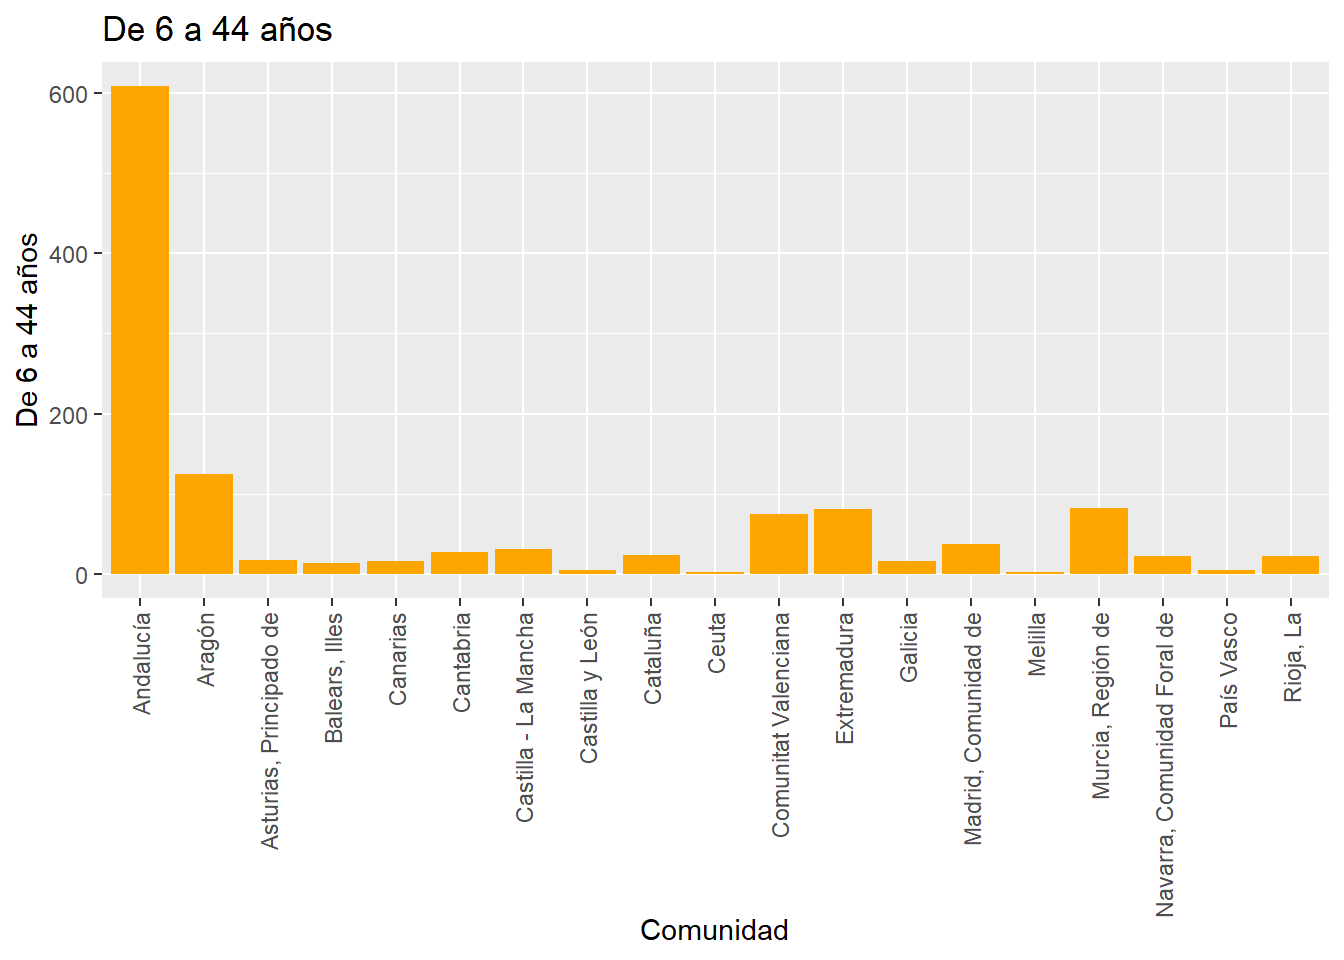 De 6 a 44 años
De 6 a 44 años
600
400
200
0
Andalucía
Aragón
Asturias, Principado de
Balears, Illes
Canarias
Cantabria
Castilla - La Mancha
Castilla y León
Cataluña
Ceuta
Comunitat Valenciana
Extremadura
Galicia
Madrid, Comunidad de
Melilla
Murcia, Región de
Navarra, Comunidad Foral de
País Vasco
Rioja, La
Comunidad